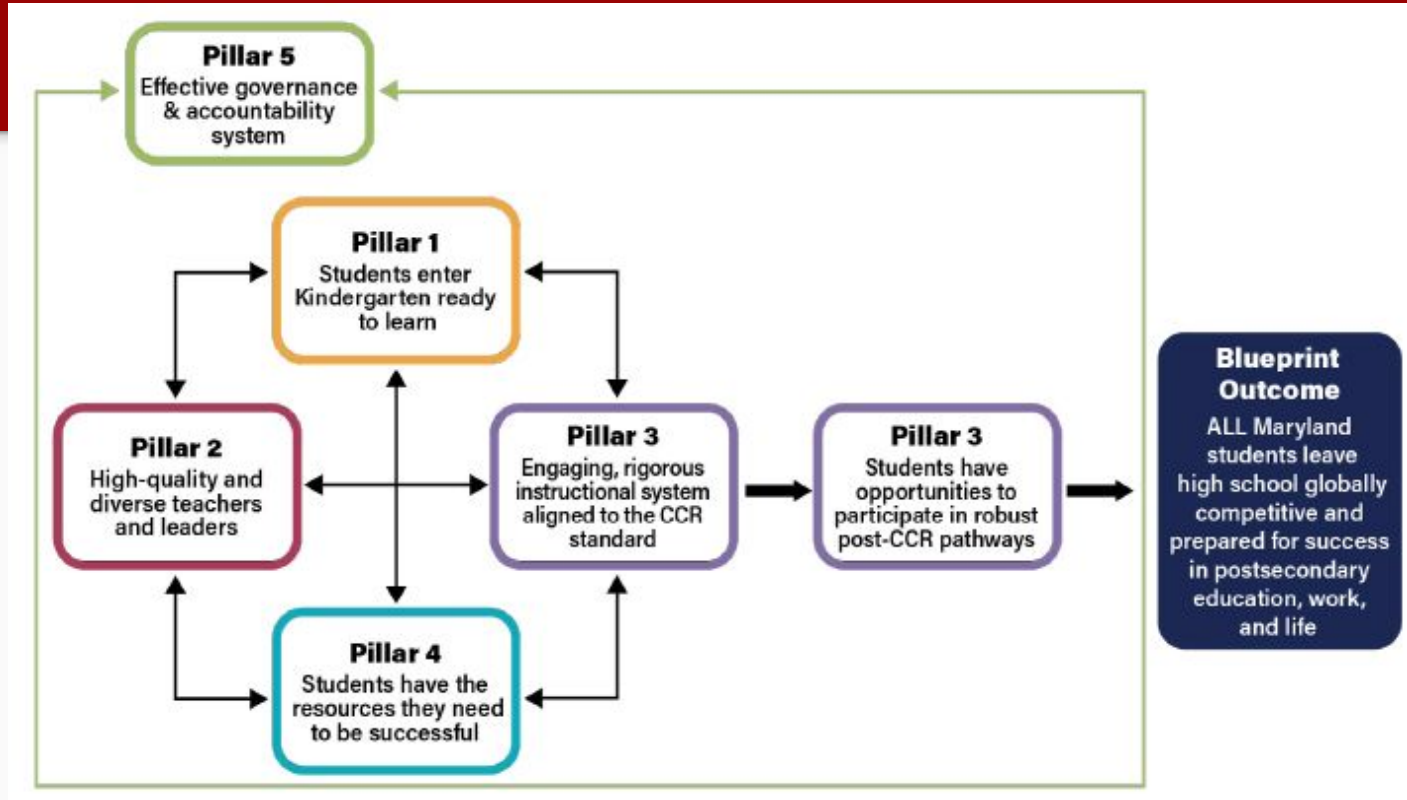 Pillar 5
Effective governance
& accountability
system
Pillar 1
Students enter
Kindergarten ready
to learn
Pillar 2
High-quality and
diverse teachers
and leaders
Pillar 3
Engaging, rigorous
instructional system
aligned to the CCR
standard
Pillar 3
Students have
opportunities to
participate in robust
post-CCR pathways
Blueprint
Outcome
ALL Maryland
students leave
high school globally
competitive and
prepared for success
in postsecondary
education, work,
and life
Pillar 4
Students have the
resources they need
to be successful